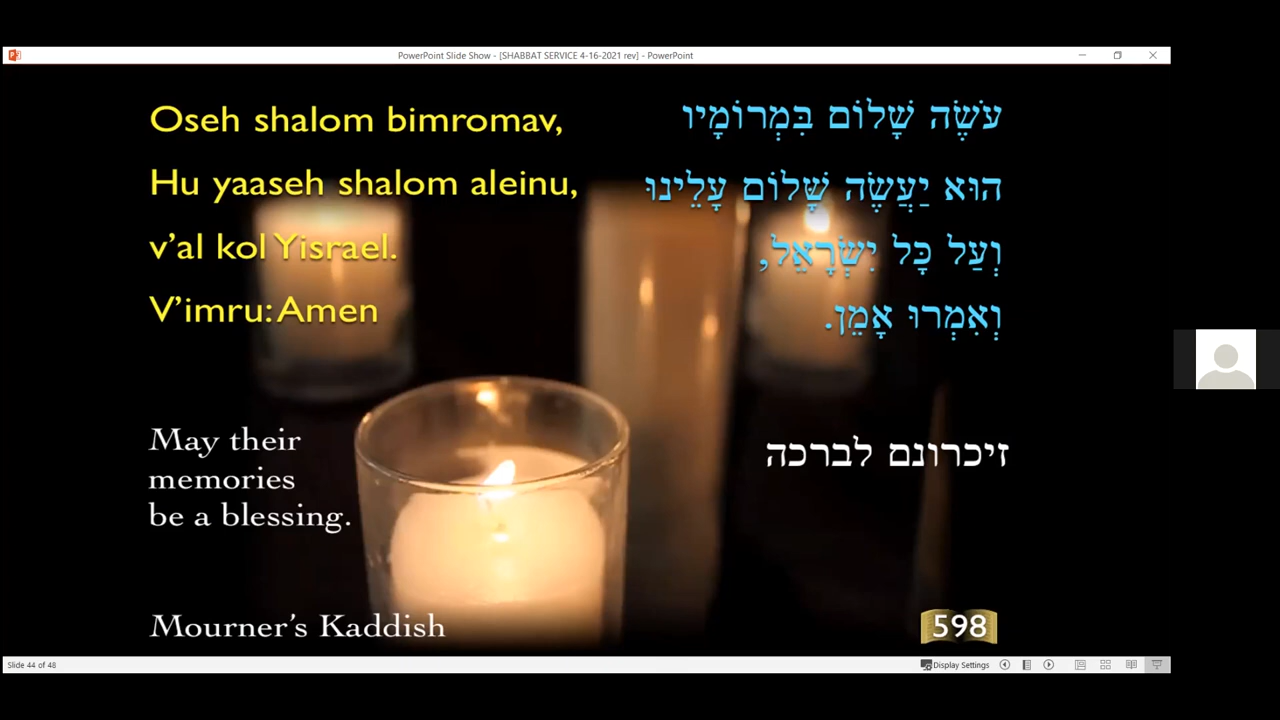 PowerPoint Slide Show - [SHABBAT SERVICE 4-16-2021 rev] - PowerPoint
Oseh shalom bimromav,
עֹשֶׂה שָׁלוֹם בִּמְרוֹמָיו
Hu yaaseh shalom aleinu,
הוּא יַעֲשֶׂה שָׁלוֹם עָלֵינוּ
v’al kol Yisrael.
וְעַל כָּל יִשְׂרָאֵל,
V’imru: Amen
וְאִמְרוּ אָמֵן.
May their
memories
be a blessing.
זיכרונם לברכה
Mourner’s Kaddish
598
Slide 44 of 48
Display Settings